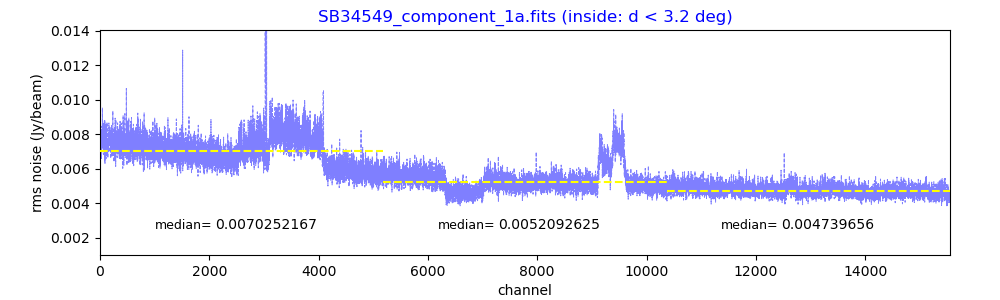 SB34549_component_1a.fits (inside: d < 3.2 deg)
rms noise (Jy/beam)
0.014
0.012
0.010
0.008
0.006
0.004
0.002
median= 0.0070252167
median= 0.0052092625
median= 0.004739656
0 2000 4000 6000 8000 10000 12000 14000
channel